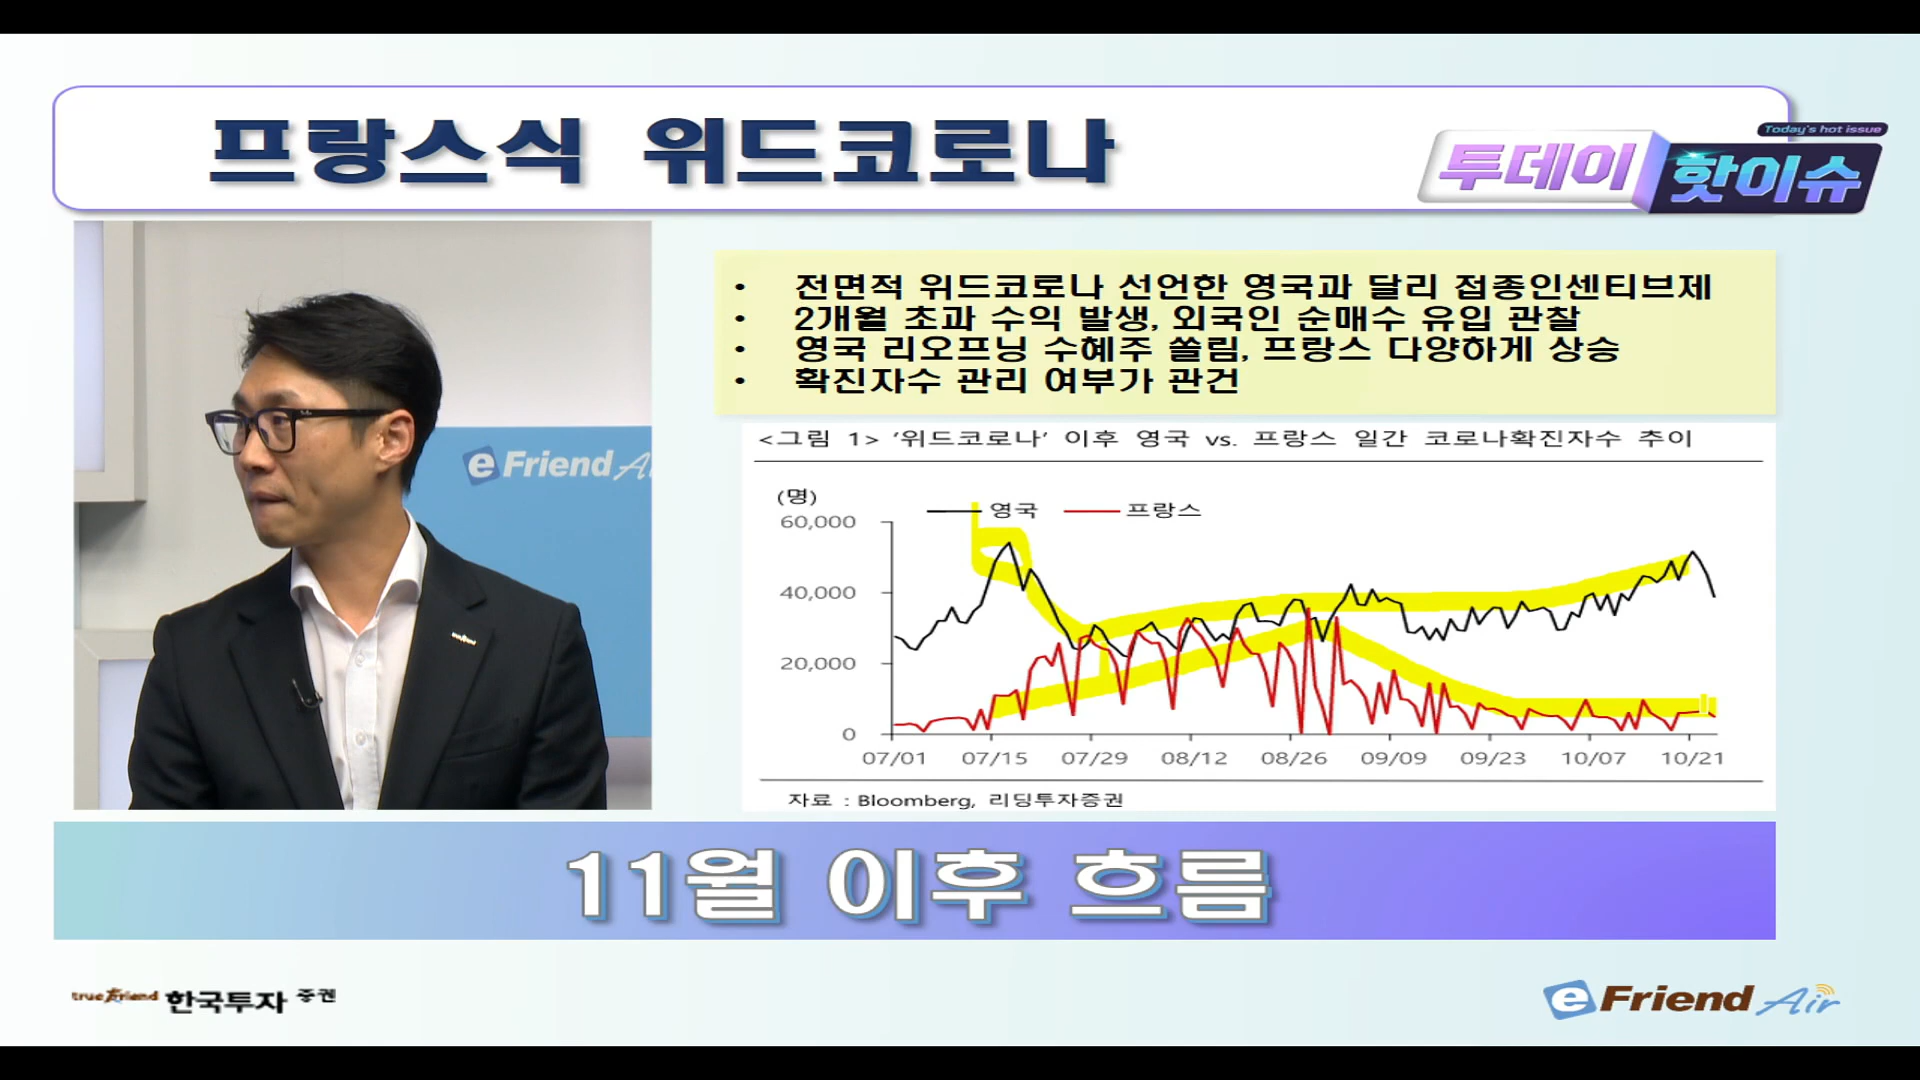 프랑스식 위드코로나
Today's hot issue
투데이 핫이슈
• 전면적 위드코로나 선언한 영국과 달리 접종인센티브제
• 2개월 초과 수익 발생, 외국인 순매수 유입 관찰
• 영국 리오프닝 수혜주 쏠림, 프랑스 다양하게 상승
• 확진자수 관리 여부가 관건
e Friend Air
<그림 1> '위드코로나' 이후 영국 vs. 프랑스 일간 코로나확진자수 추이
(명)
영국 프랑스
60,000
40,000
20,000
0
07/01 07/15 07/29 08/12 08/26 09/09 09/23 10/07 10/21
자료 : Bloomberg, 리딩투자증권
11월 이후 흐름
true Friend 한국투자 증권
e Friend Air